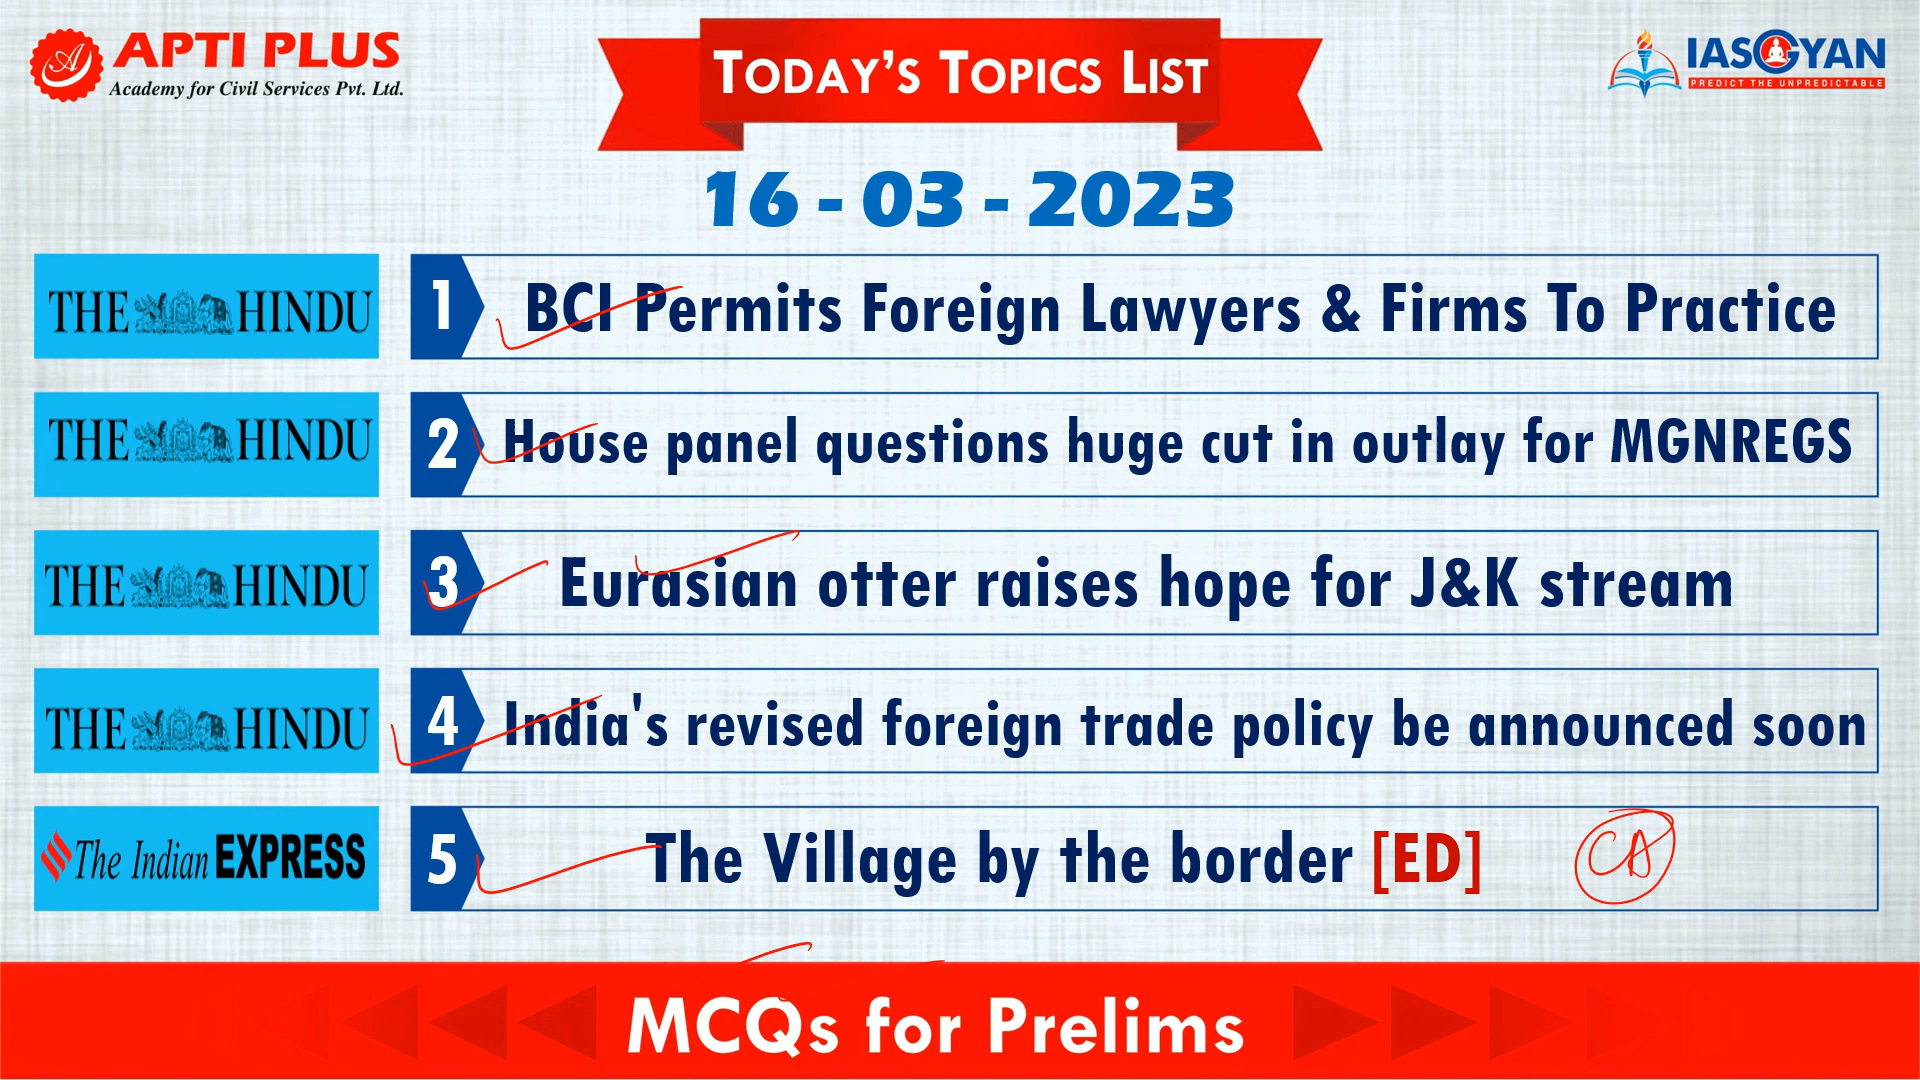 APTI PLUS
Academy for Civil Services Pvt. Ltd.
TODAY'S TOPICS LIST
IASGYAN
PREDICT THE UNPREDICTABLE
16 - 03 - 2023
THE HINDU
1 BCI Permits Foreign Lawyers & Firms To Practice
THE HINDU
2 House panel questions huge cut in outlay for MGNREGS
THE HINDU
3 Eurasian otter raises hope for J&K stream
THE HINDU
4 India's revised foreign trade policy be announced soon
The Indian EXPRESS
5 The Village by the border [ED]
CA
MCQs for Prelims